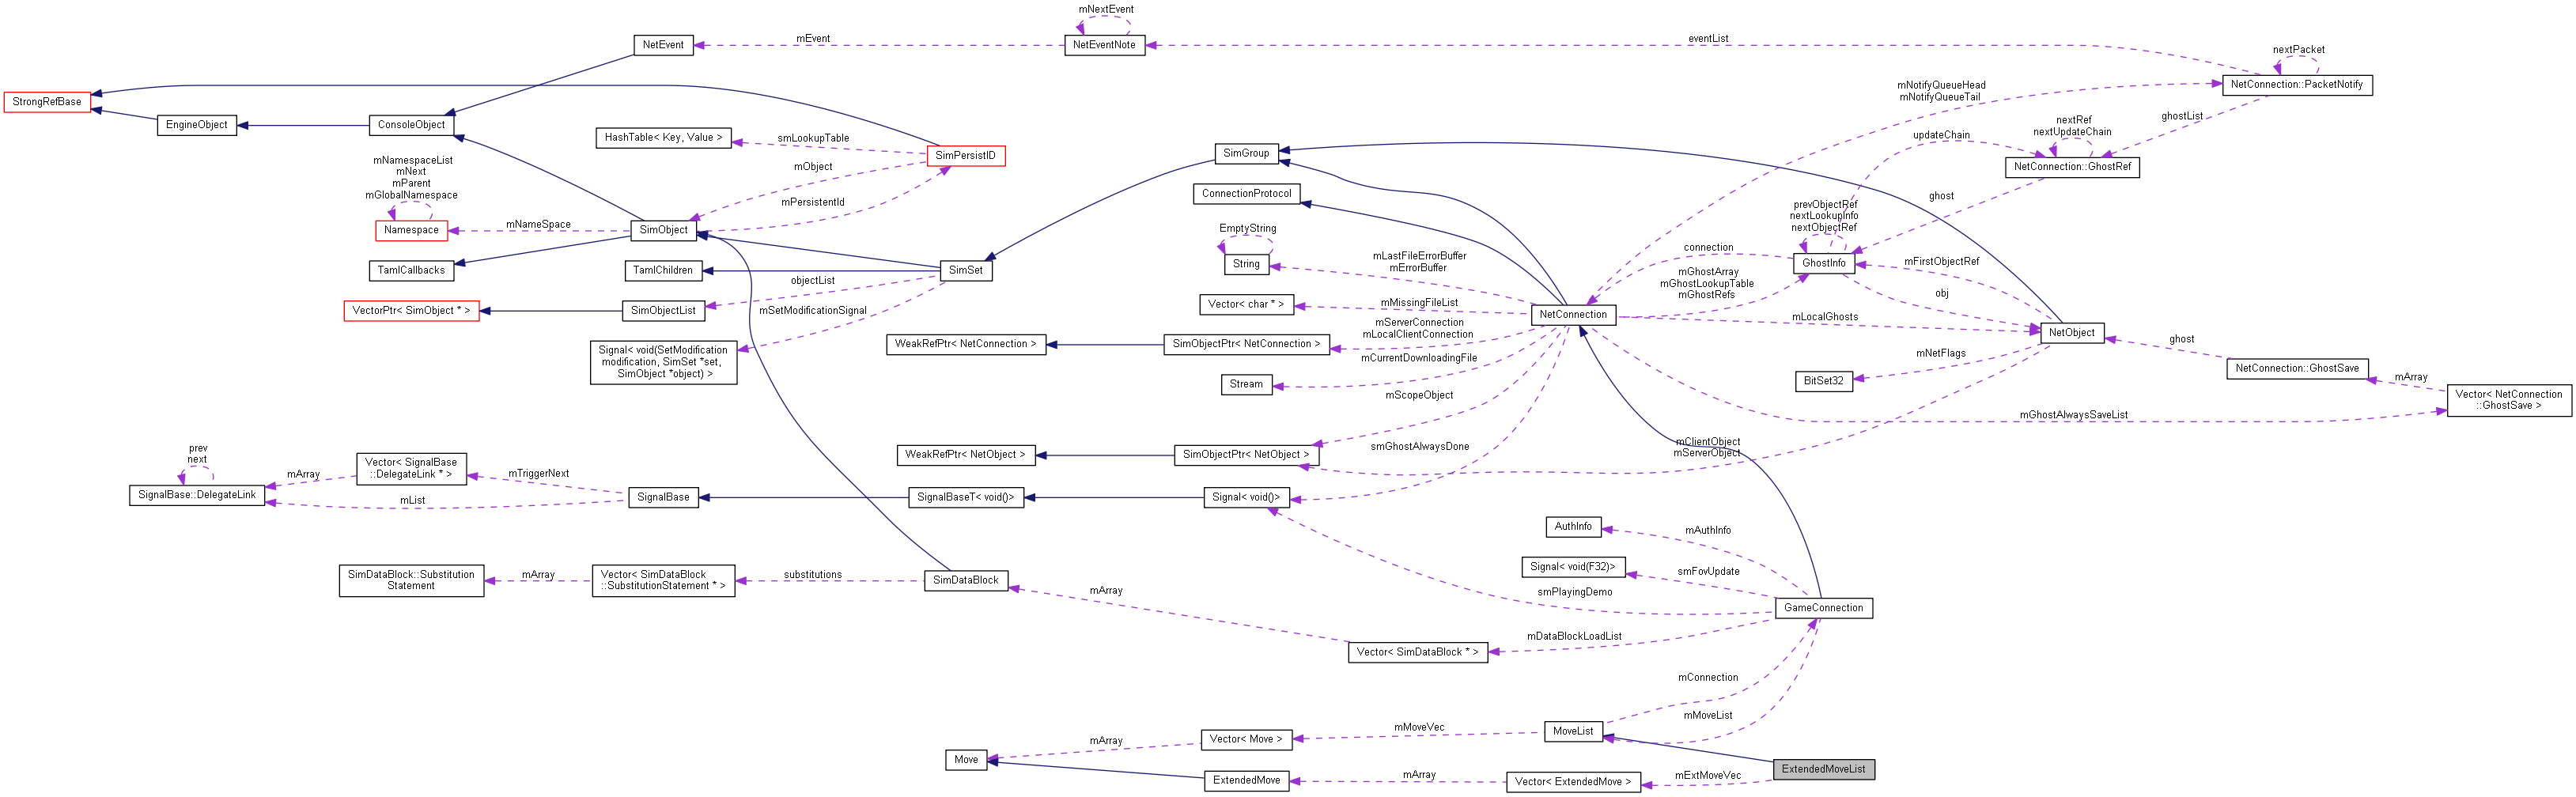 mNextEvent
NetEvent
mEvent
NetEventNote
eventList
nextPacket
NetConnection::PacketNotify
mNotifyQueueHead
mNotifyQueueTail
StrongRefBase
EngineObject
ConsoleObject
HashTable< Key, Value >
smLookupTable
SimPersistID
mObject
mPersistentId
SimGroup
ghostList
updateChain
nextRef
nextUpdateChain
NetConnection::GhostRef
ghost
mNamespaceList
mNext
mParent
mGlobalNamespace
Namespace
mNameSpace
SimObject
ConnectionProtocol
TamlCallbacks
TamlChildren
SimSet
EmptyString
String
mLastFileErrorBuffer
mErrorBuffer
connection
prevObjectRef
nextLookupInfo
nextObjectRef
GhostInfo
mFirstObjectRef
mGhostArray
mGhostLookupTable
mGhostRefs
obj
objectList
VectorPtr< SimObject * >
SimObjectList
mSetModificationSignal
Vector< char * >
mMissingFileList
NetConnection
mLocalGhosts
NetObject
mServerConnection
mLocalClientConnection
WeakRefPtr< NetConnection >
SimObjectPtr< NetConnection >
Signal< void(SetModification
modification, SimSet *set,
SimObject *object) >
mCurrentDownloadingFile
Stream
mNetFlags
BitSet32
ghost
NetConnection::GhostSave
mArray
Vector< NetConnection
::GhostSave >
mScopeObject
mGhostAlwaysSaveList
prev
next
SignalBase::DelegateLink
mArray
Vector< SignalBase
::DelegateLink * >
mTriggerNext
mList
SignalBase
WeakRefPtr< NetObject >
SimObjectPtr< NetObject >
smGhostAlwaysDone
mClientObject
mServerObject
SignalBaseT< void()>
Signal< void()>
AuthInfo
mAuthInfo
Signal< void(F32)>
smFovUpdate
SimDataBlock::Substitution
Statement
mArray
Vector< SimDataBlock
::SubstitutionStatement * >
substitutions
SimDataBlock
mArray
smPlayingDemo
GameConnection
mDataBlockLoadList
Vector< SimDataBlock * >
mConnection
mMoveList
Move
mArray
Vector< Move >
mMoveVec
MoveList
ExtendedMove
mArray
Vector< ExtendedMove >
mExtMoveVec
ExtendedMoveList